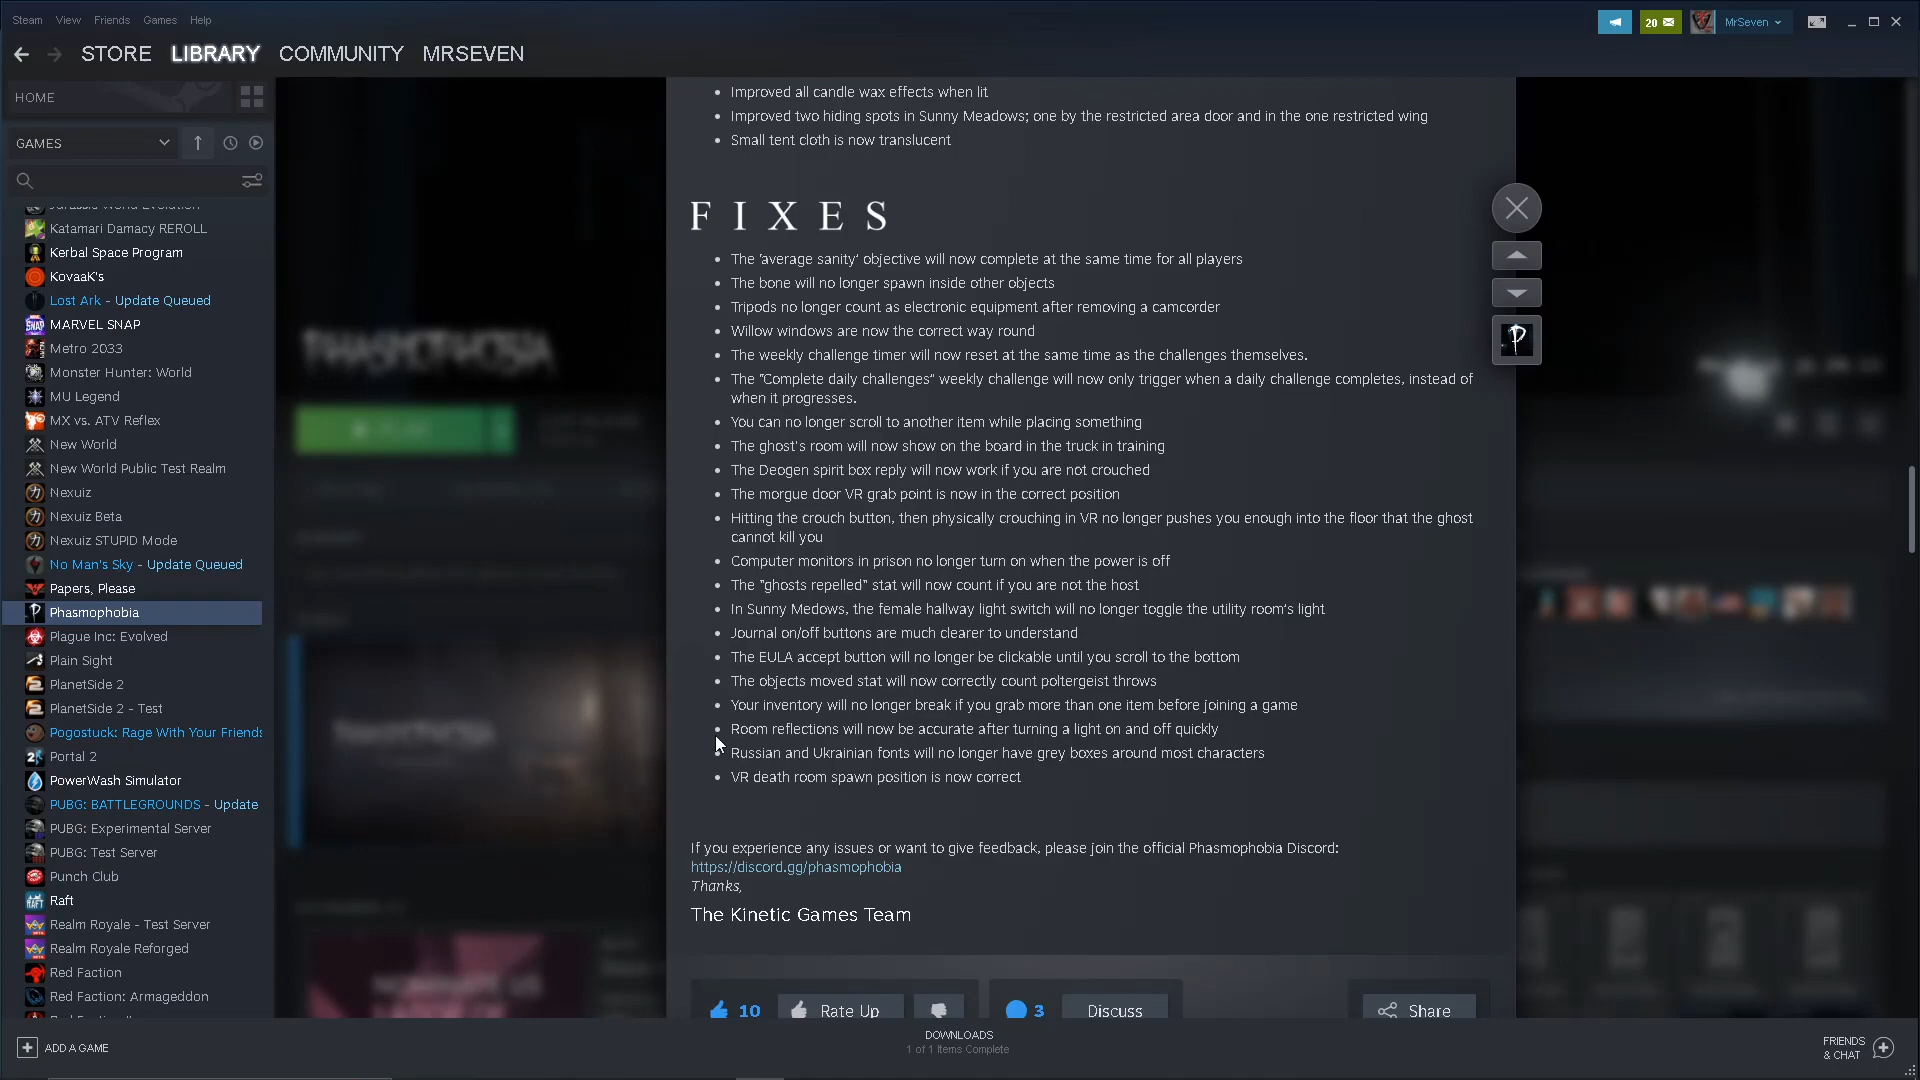 Steam View Friends Games Help
20
MrSeven
STORE LIBRARY COMMUNITY MRSEVEN
HOME
GAMES
Jurassic World Evolution
Katamari Damacy REROLL
Kerbal Space Program
KovaaK's
Lost Ark - Update Queued
MARVEL SNAP
Metro 2033
Monster Hunter: World
MU Legend
MX vs. ATV Reflex
New World
New World Public Test Realm
Nexuiz
Nexuiz Beta
Nexuiz STUPID Mode
No Man's Sky - Update Queued
Papers, Please
Phasmophobia
Plague Inc: Evolved
Plain Sight
PlanetSide 2
PlanetSide 2 - Test
Pogostuck: Rage With Your Friends
Portal 2
PowerWash Simulator
PUBG: BATTLEGROUNDS - Update
PUBG: Experimental Server
PUBG: Test Server
Punch Club
Raft
Realm Royale - Test Server
Realm Royale Reforged
Red Faction
Red Faction: Armageddon
ADD A GAME
PHASMOPHOBIA
Improved all candle wax effects when lit
Improved two hiding spots in Sunny Meadows; one by the restricted area door and in the one restricted wing
Small tent cloth is now translucent
FIXES
The 'average sanity' objective will now complete at the same time for all players
The bone will no longer spawn inside other objects
Tripods no longer count as electronic equipment after removing a camcorder
Willow windows are now the correct way round
The weekly challenge timer will now reset at the same time as the challenges themselves.
The "Complete daily challenges" weekly challenge will now only trigger when a daily challenge completes, instead of
when it progresses.
You can no longer scroll to another item while placing something
The ghost's room will now show on the board in the truck in training
The Deogen spirit box reply will now work if you are not crouched
The morgue door VR grab point is now in the correct position
Hitting the crouch button, then physically crouching in VR no longer pushes you enough into the floor that the ghost
cannot kill you
Computer monitors in prison no longer turn on when the power is off
The "ghosts repelled" stat will now count if you are not the host
In Sunny Medows, the female hallway light switch will no longer toggle the utility room's light
Journal on/off buttons are much clearer to understand
The EULA accept button will no longer be clickable until you scroll to the bottom
The objects moved stat will now correctly count poltergeist throws
Your inventory will no longer break if you grab more than one item before joining a game
Room reflections will now be accurate after turning a light on and off quickly
Russian and Ukrainian fonts will no longer have grey boxes around most characters
VR death room spawn position is now correct
If you experience any issues or want to give feedback, please join the official Phasmophobia Discord:
https://discord.gg/phasmophobia
Thanks,
The Kinetic Games Team
10 Rate Up 3 Discuss Share
DOWNLOADS
1 of 1 Items Complete
FRIENDS
& CHAT